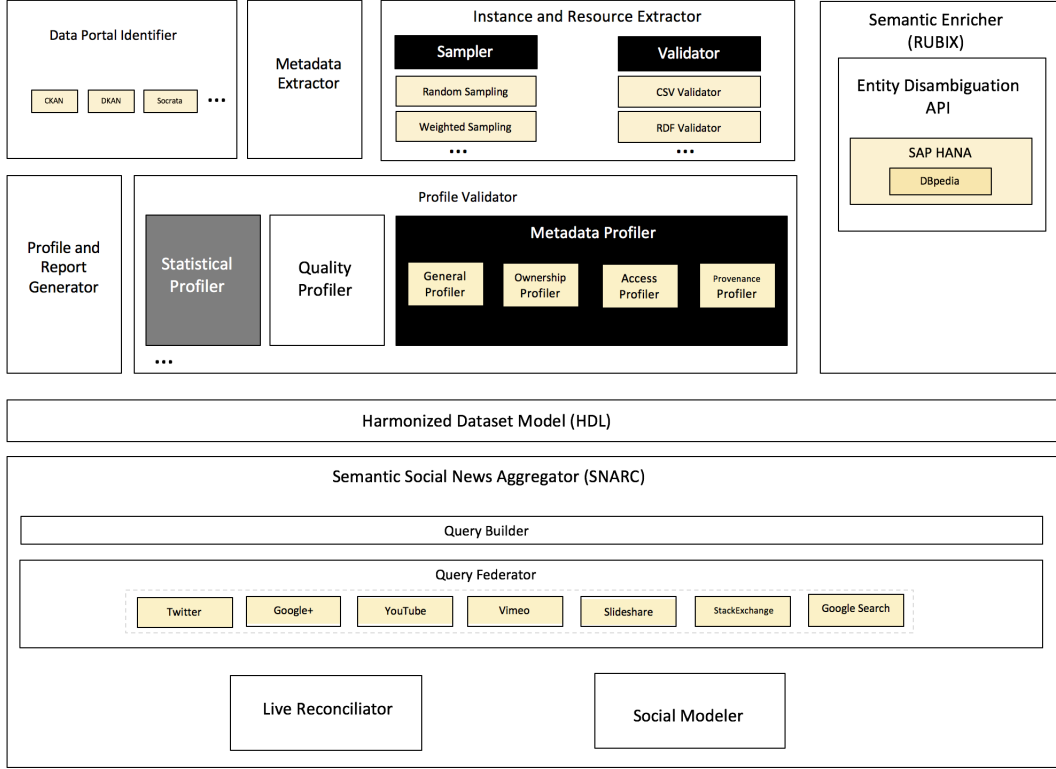 Data Portal Identifier
CKAN
DKAN
Socrata
...
Metadata
Extractor
Instance and Resource Extractor
Sampler
Random Sampling
Weighted Sampling
...
Validator
CSV Validator
RDF Validator
...
Semantic Enricher
(RUBIX)
Entity Disambiguation
API
SAP HANA
DBpedia
Profile and
Report
Generator
Profile Validator
Statistical
Profiler
Quality
Profiler
Metadata Profiler
General
Profiler
Ownership
Profiler
Access
Profiler
Provenance
Profiler
...
Harmonized Dataset Model (HDL)
Semantic Social News Aggregator (SNARC)
Query Builder
Query Federator
Twitter
Google+
YouTube
Vimeo
Slideshare
StackExchange
Google Search
Live Reconciliator
Social Modeler